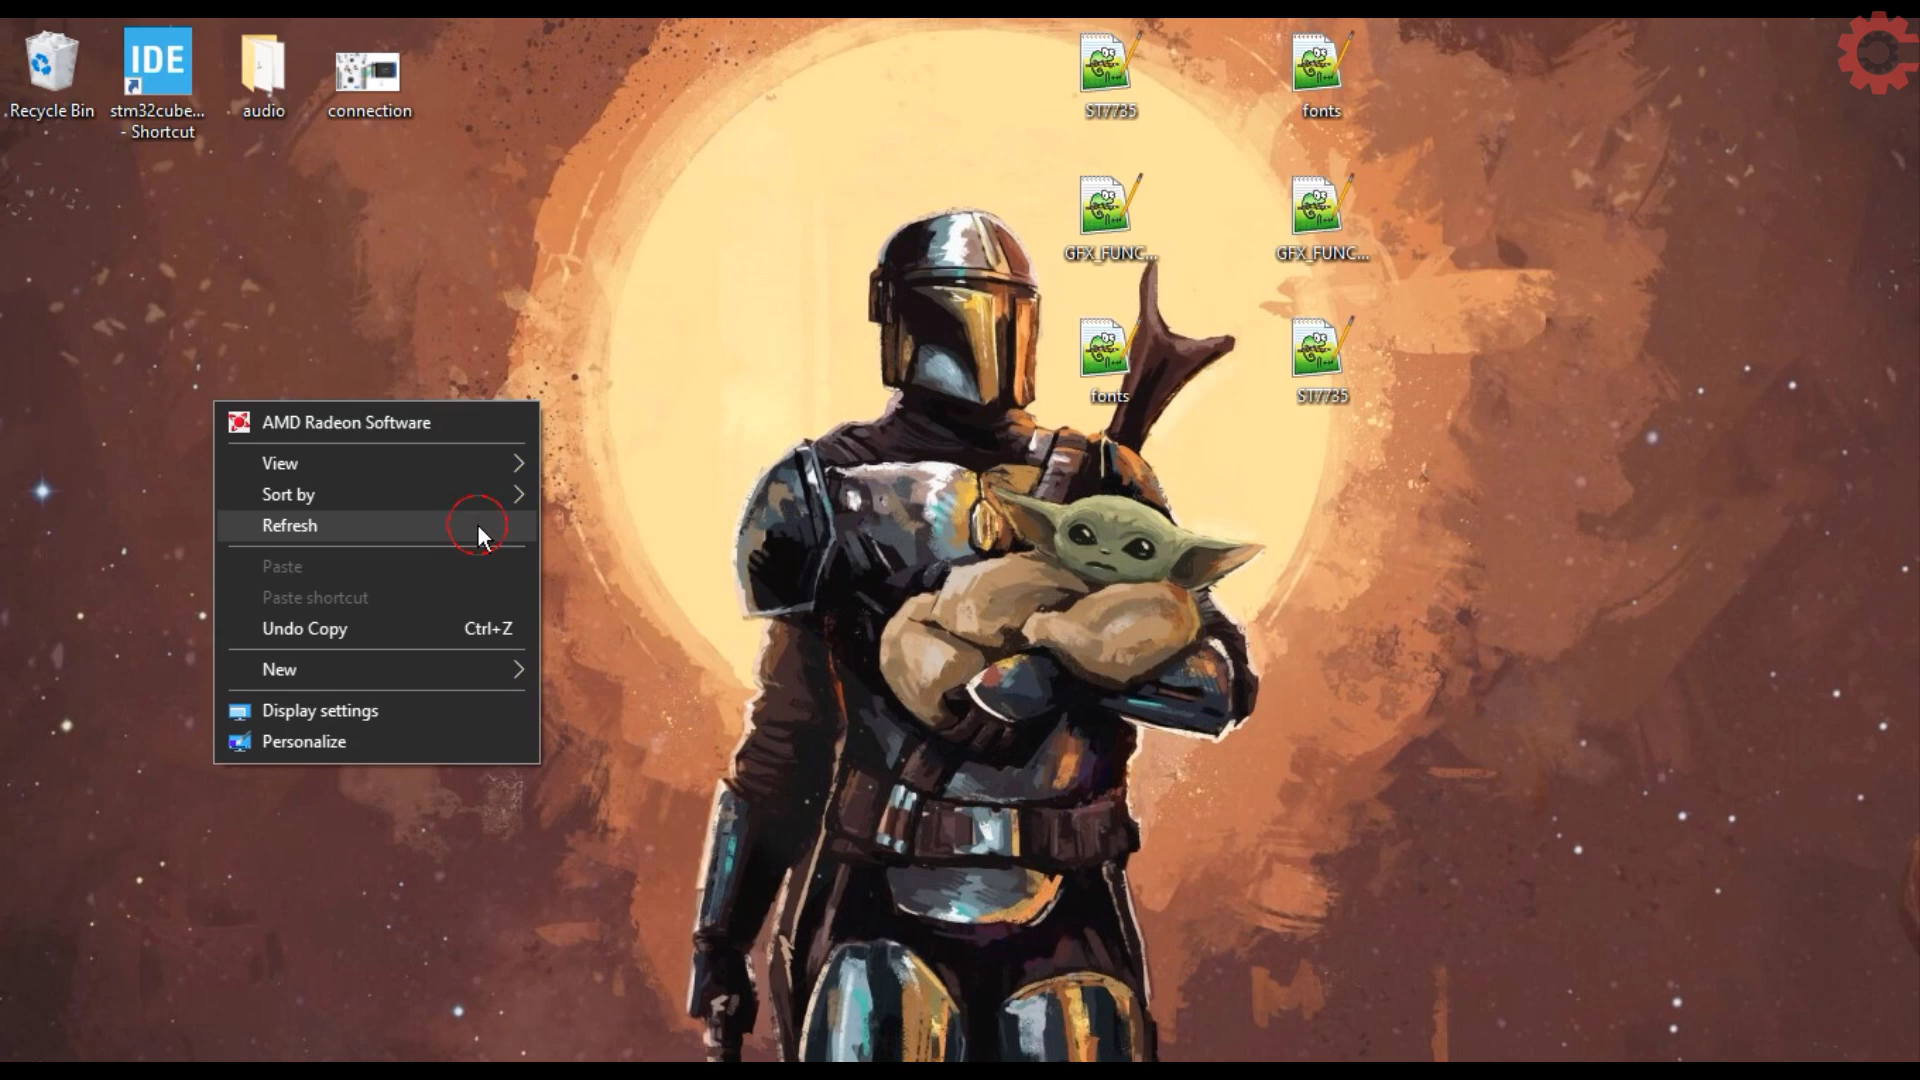 IDE
Recycle Bin
stm32cube...
- Shortcut
audio
connection
ST7735
fonts
GFX_FUNC...
GFX_FUNC...
fonts
ST7735
AMD Radeon Software
View
Sort by
Refresh
Paste
Paste shortcut
Undo Copy Ctrl+Z
New
Display settings
Personalize